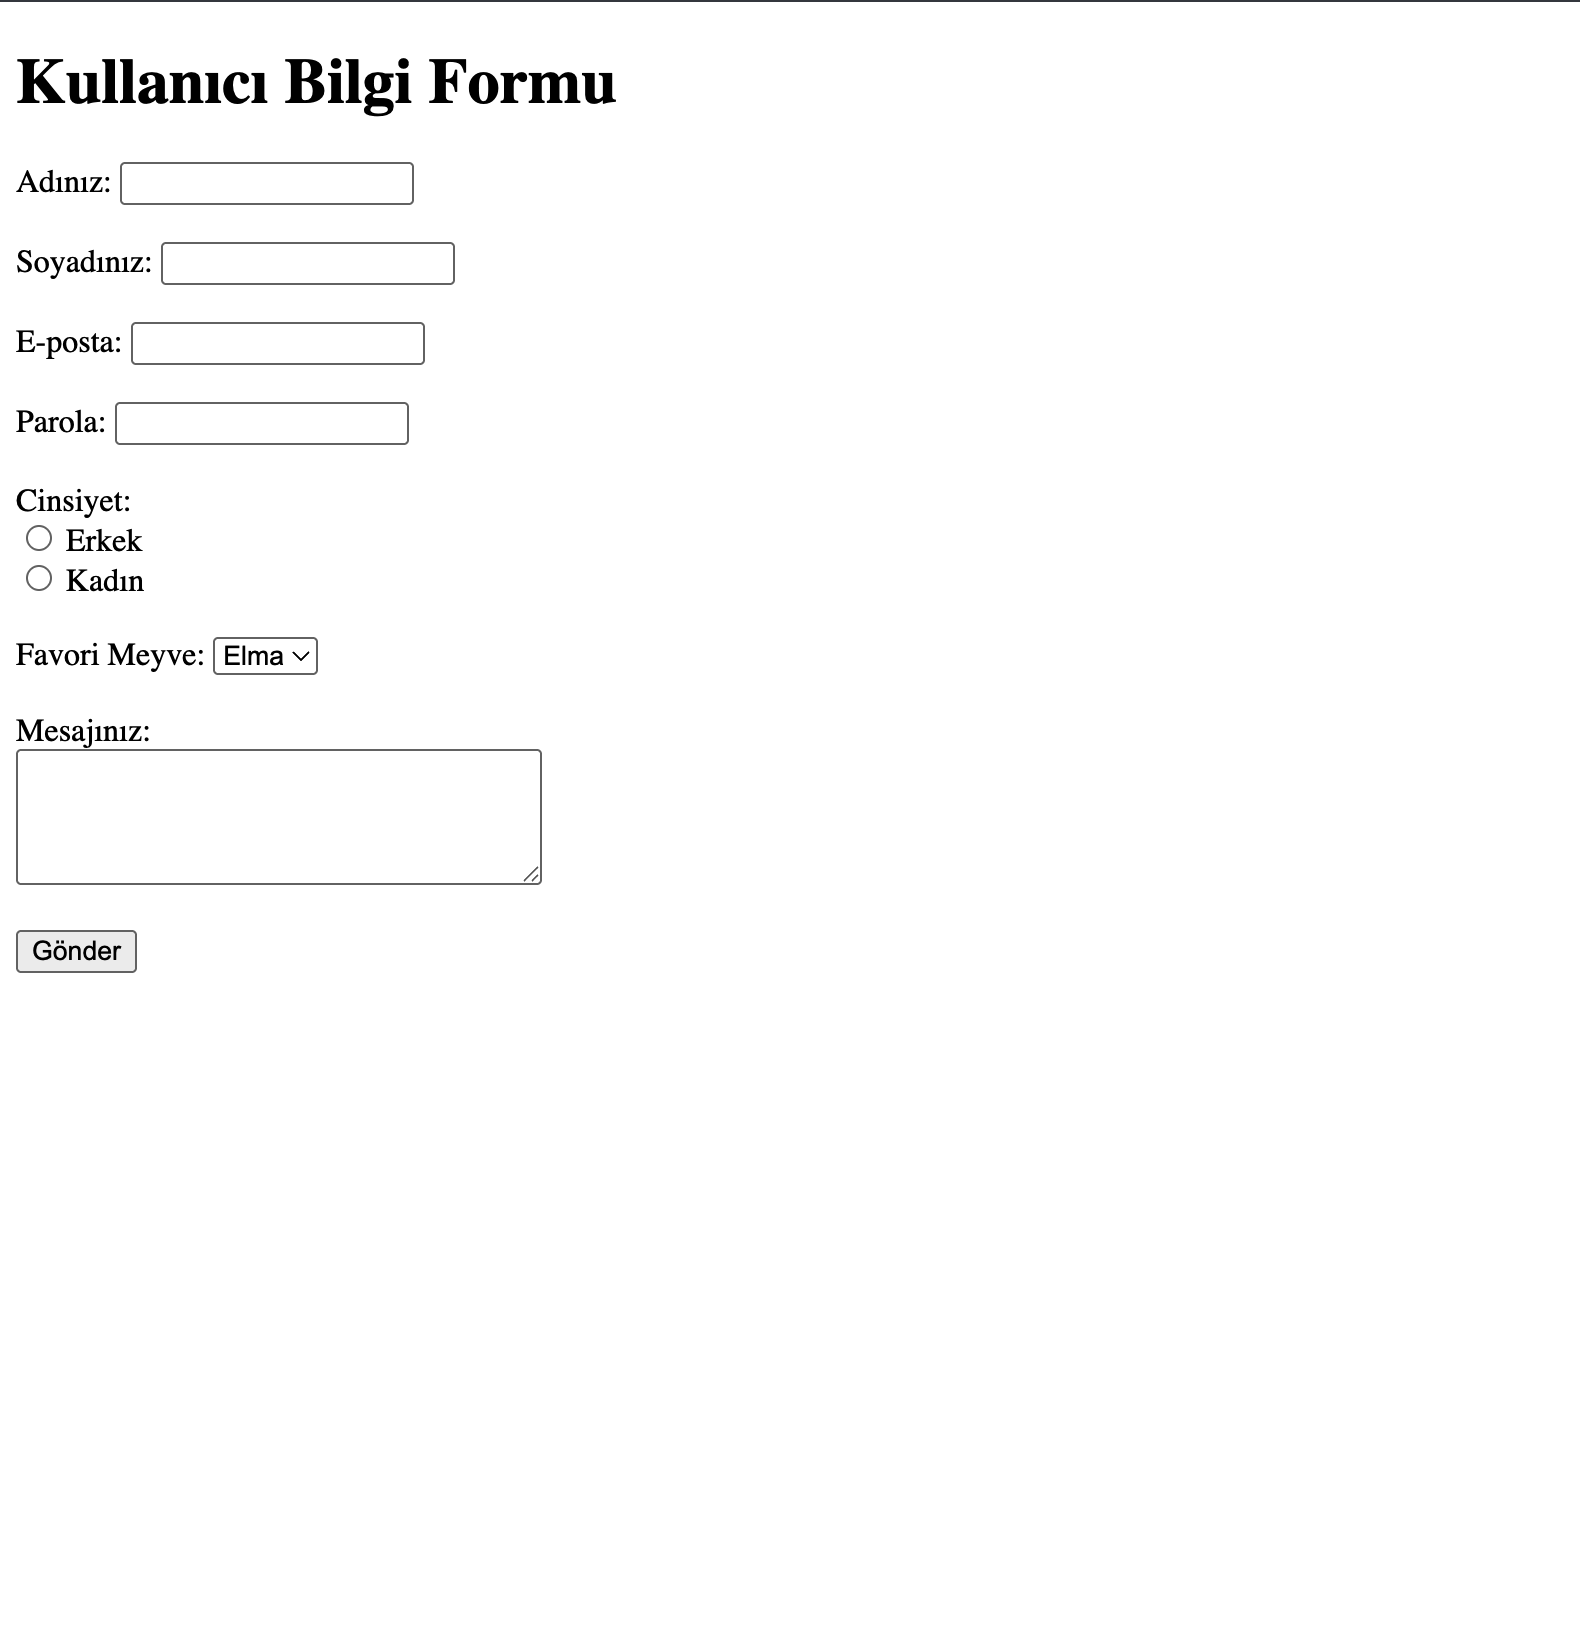 Kullanıcı Bilgi Formu
Adınız:
Soyadınız:
E-posta:
Parola:
Cinsiyet:
Erkek
Kadın
Favori Meyve: Elma
Mesajınız:
Gönder